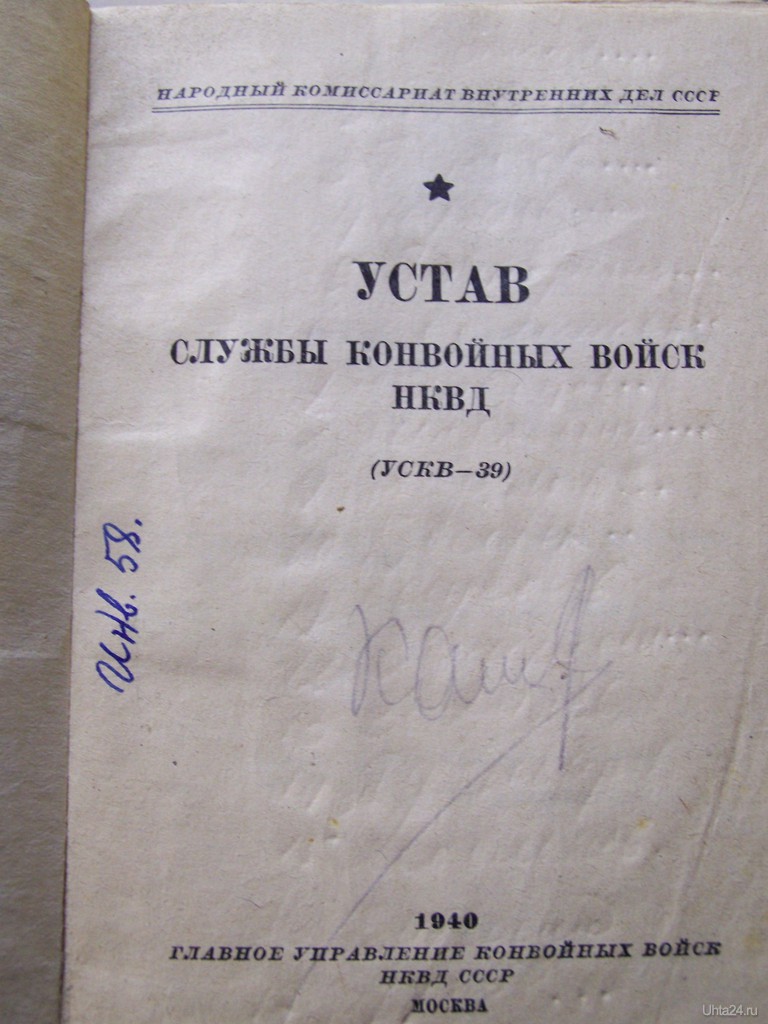 НАРОДНЫЙ КОМИССАРИАТ ВНУТРЕННИХ ДЕЛ СССР
УСТАВ
СЛУЖБЫ КОНВОЙНЫХ ВОЙСК
НКВД
(УСКВ—39)
Инв. 58.
1940
ГЛАВНОЕ УПРАВЛЕНИЕ КОНВОЙНЫХ ВОЙСК
НКВД СССР
МОСКВА
Uhta24.ru